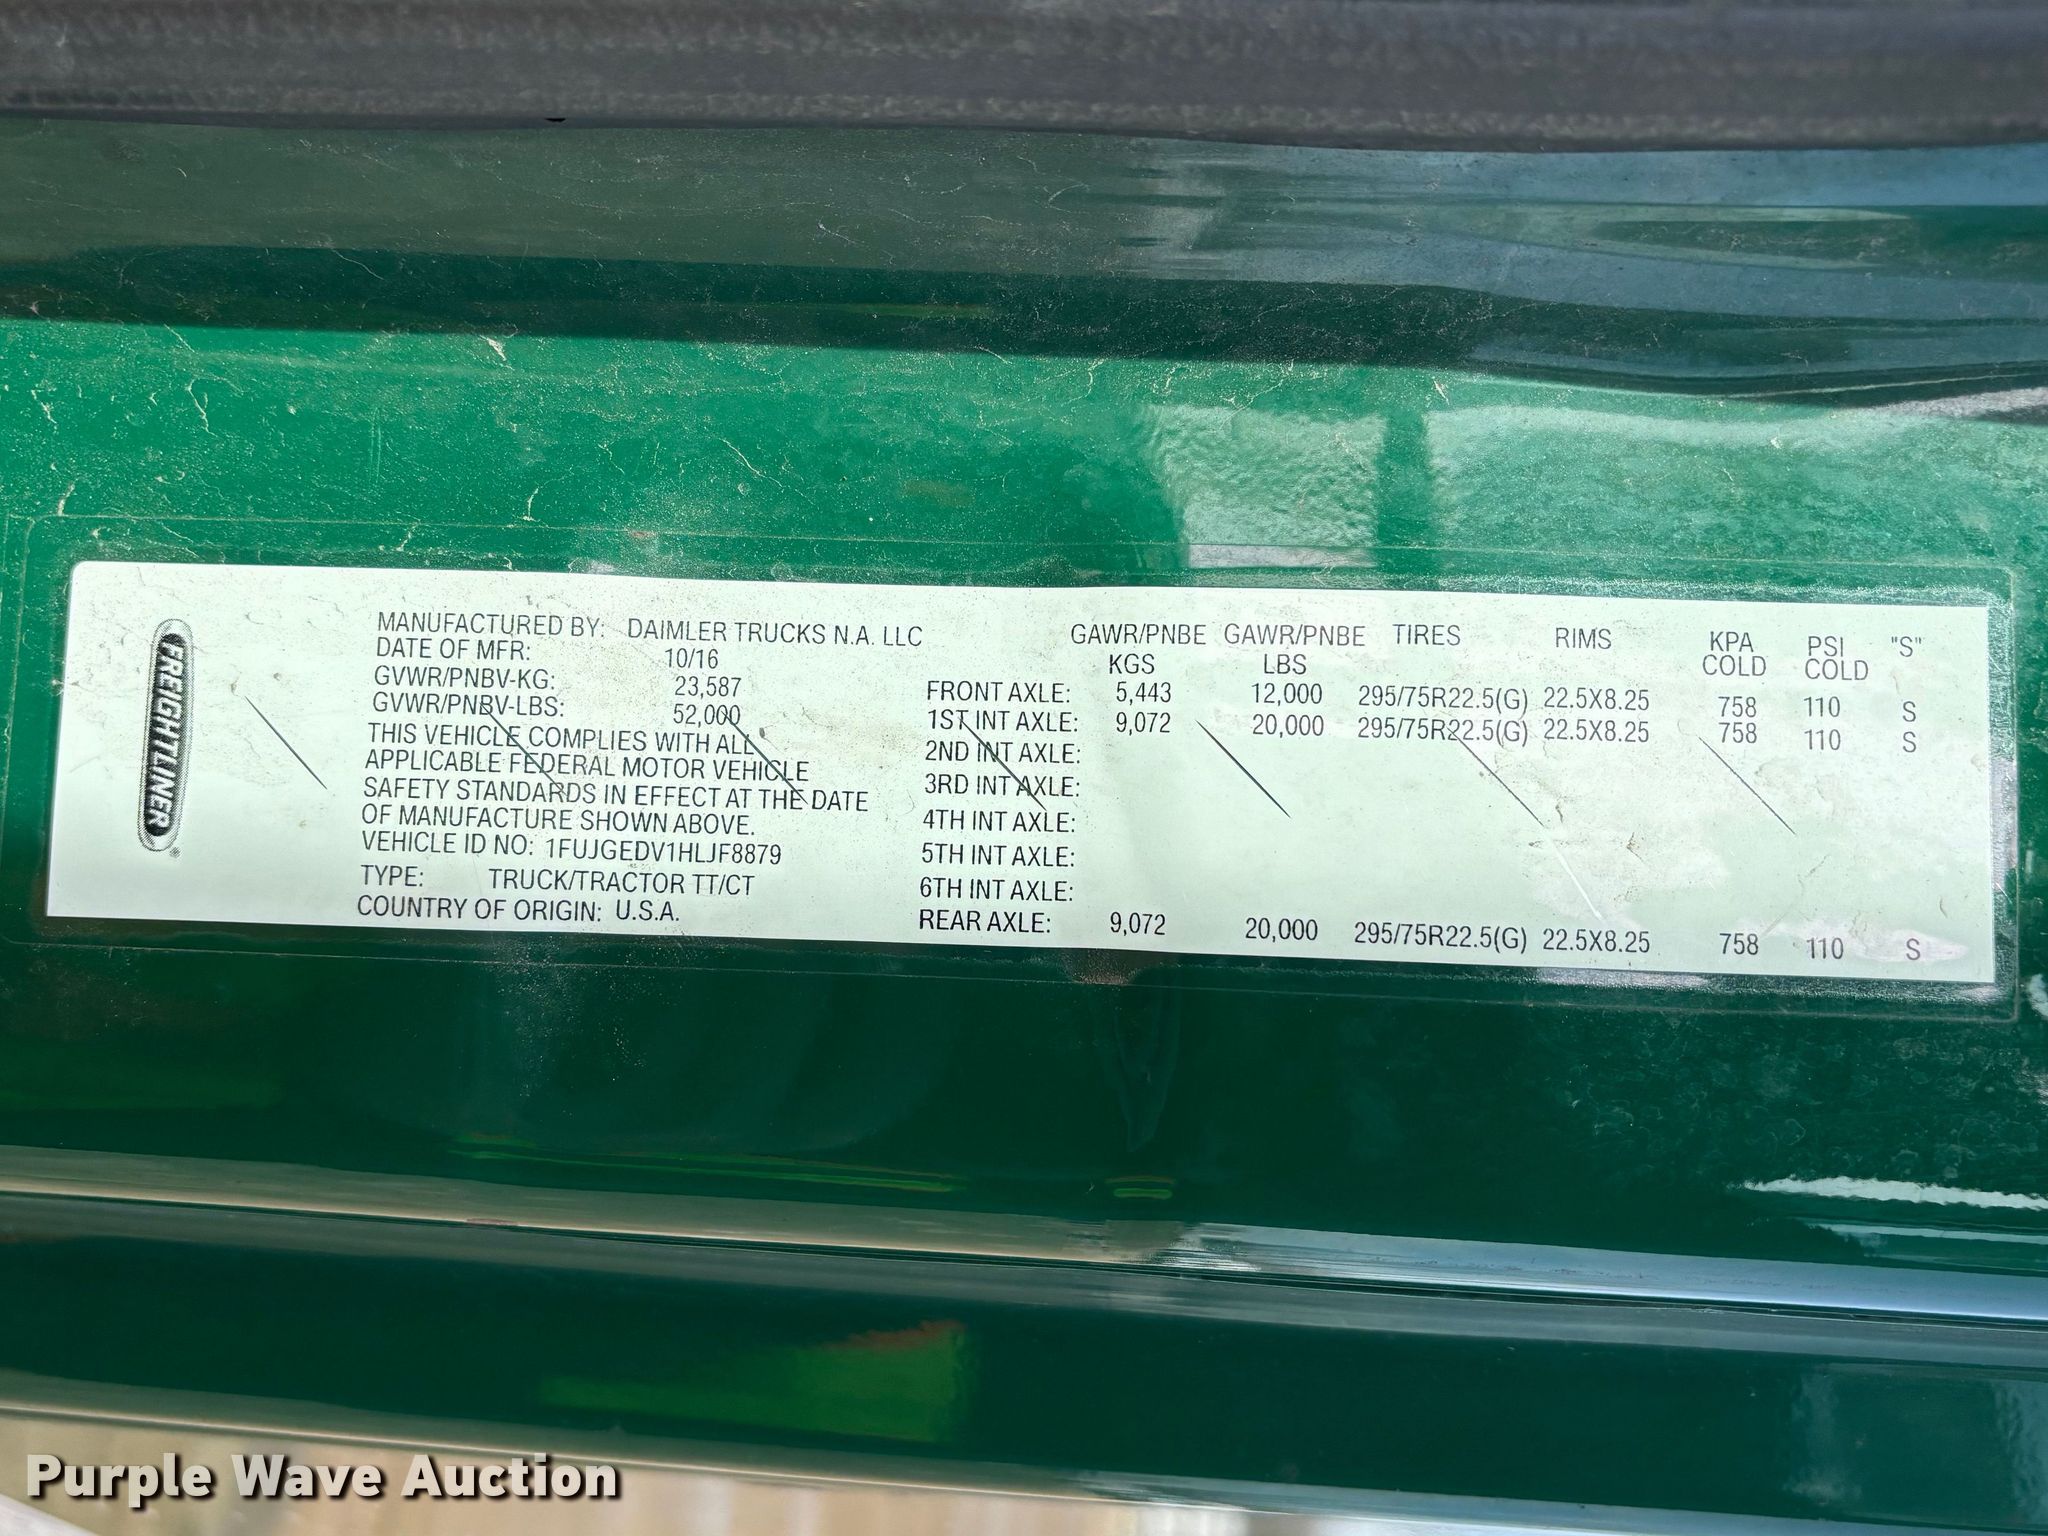 FREIGHTLINER
MANUFACTURED BY: DAIMLER TRUCKS N.A. LLC
DATE OF MFR: 10/16
GVWR/PNBV-KG: 23,587
GVWR/PNBV-LBS: 52,000
THIS VEHICLE COMPLIES WITH ALL
APPLICABLE FEDERAL MOTOR VEHICLE
SAFETY STANDARDS IN EFFECT AT THE DATE
OF MANUFACTURE SHOWN ABOVE.
VEHICLE ID NO: 1FUJGEDV1HLJF8879
TYPE: TRUCK/TRACTOR TT/CT
COUNTRY OF ORIGIN: U.S.A.
GAWR/PNBE GAWR/PNBE TIRES RIMS KPA PSI "S"
KGS LBS COLD COLD
FRONT AXLE: 5,443 12,000 295/75R22.5(G) 22.5X8.25 758 110 S
1ST INT AXLE: 9,072 20,000 295/75R22.5(G) 22.5X8.25 758 110 S
2ND INT AXLE:
3RD INT AXLE:
4TH INT AXLE:
5TH INT AXLE:
6TH INT AXLE:
REAR AXLE: 9,072 20,000 295/75R22.5(G) 22.5X8.25 758 110 S
Purple Wave Auction